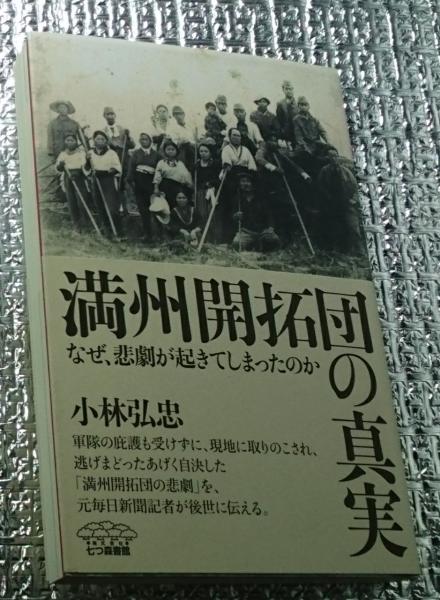 満州開拓団の真実
なぜ、悲劇が起きてしまったのか
小林弘忠
軍隊の庇護も受けずに、現地に取りのこされ、
逃げまどったあげく自決した
「満州開拓団の悲劇」を、
元毎日新聞記者が後世に伝える。
株式会社
七つ森書館